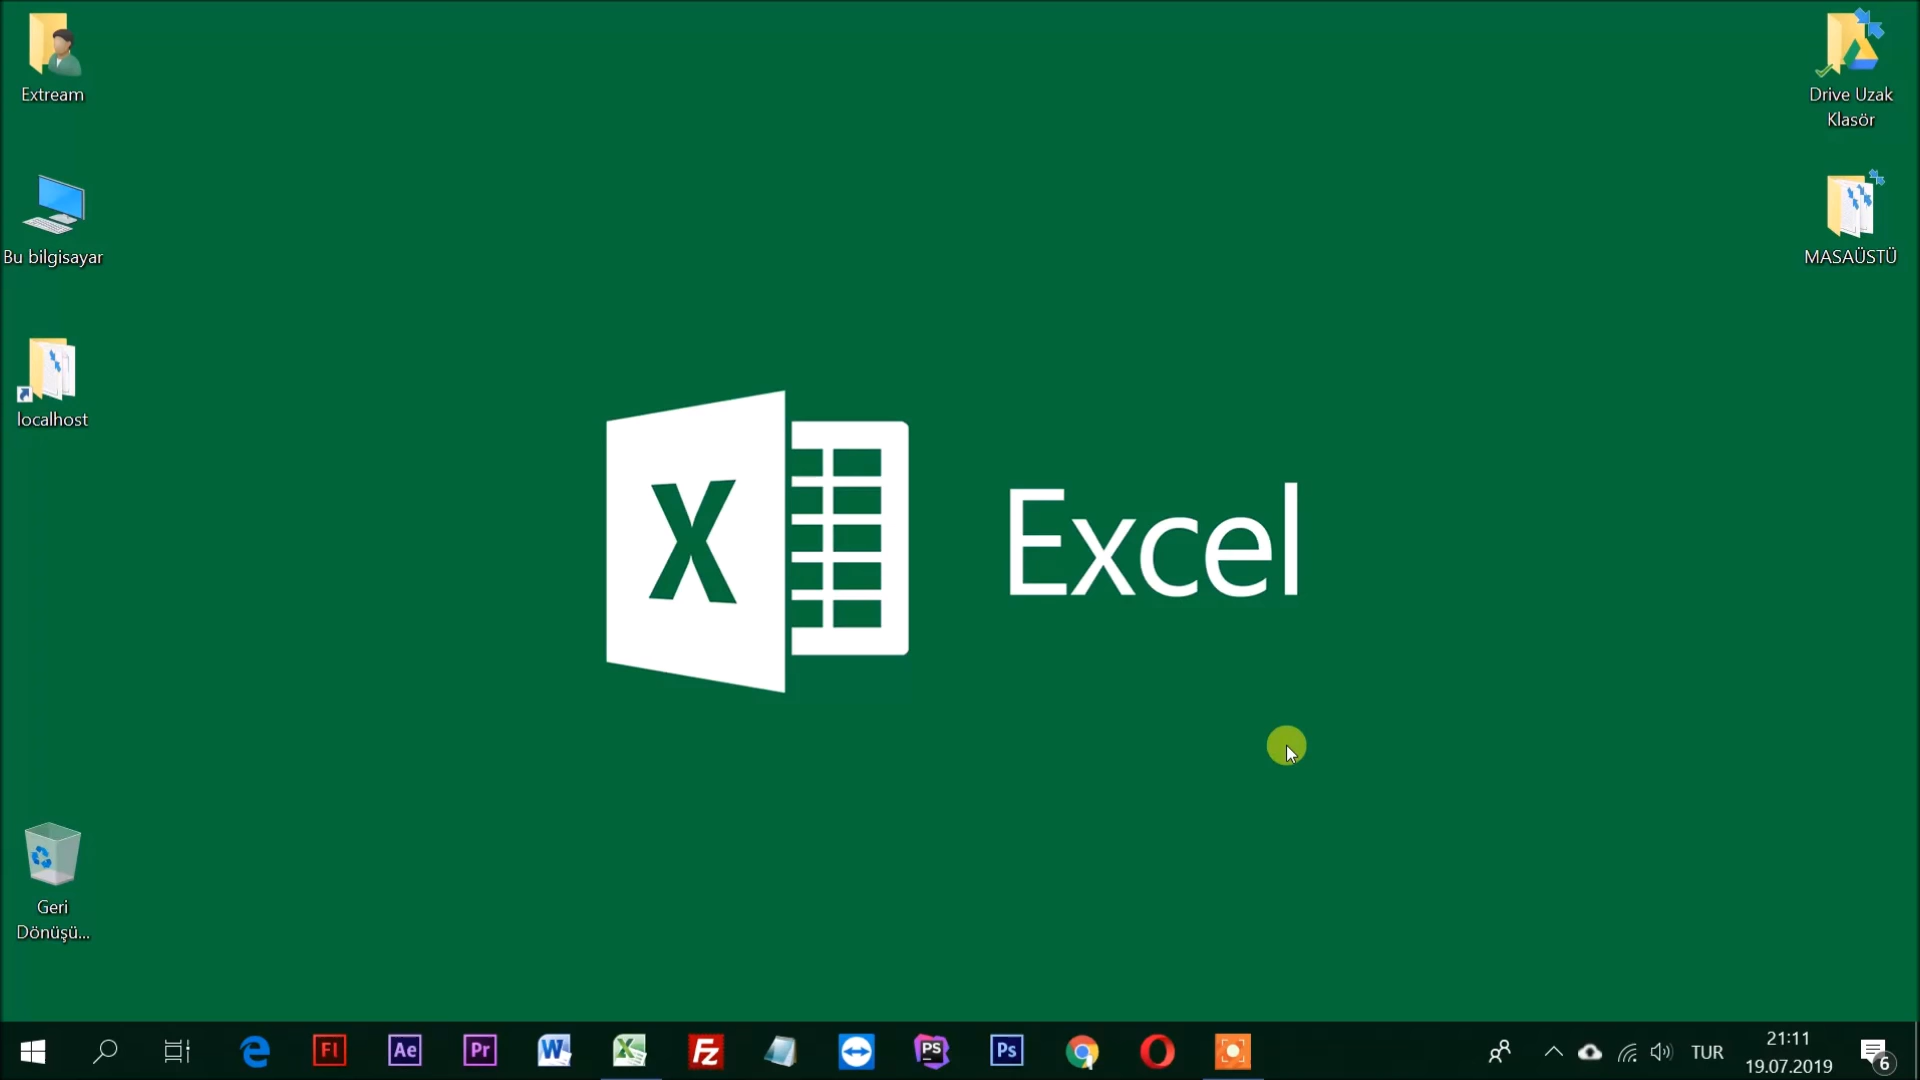 Extream
Drive Uzak
Klasör
Bu bilgisayar
MASAÜSTÜ
localhost
X
Excel
Geri
Dönüşü...
Fl
Ae
Pr
W
X
Fz
PS
Ps
TUR
21:11
19.07.2019
6